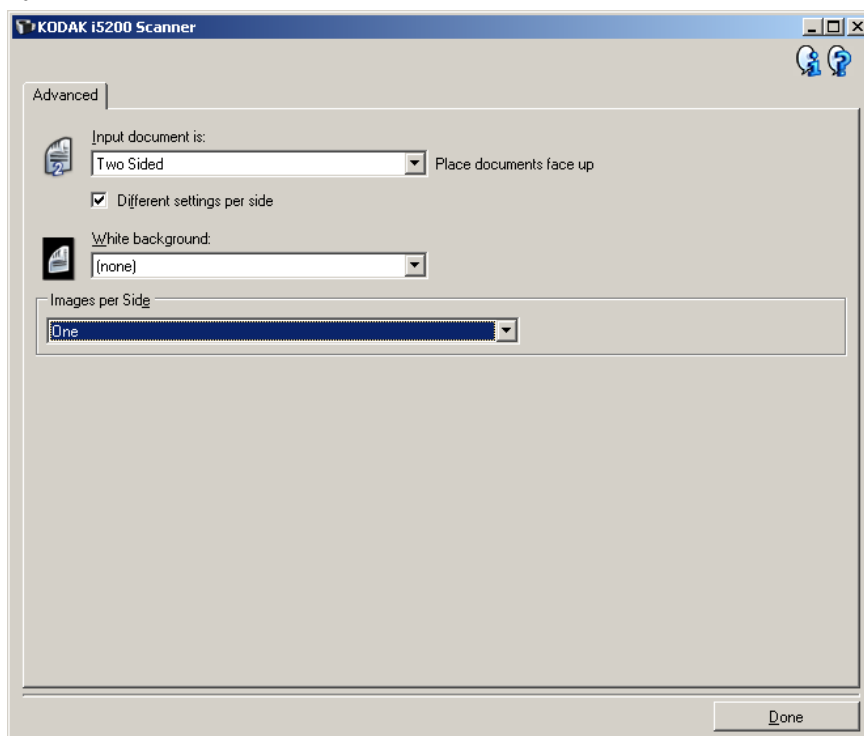 KODAK i5200 Scanner
Advanced
Input document is:
Two Sided
Place documents face up
Different settings per side
White background:
(none)
Images per Side
One
Done